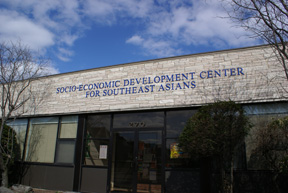 SOCIO-ECONOMIC DEVELOPMENT CENTER
FOR SOUTHEAST ASIANS